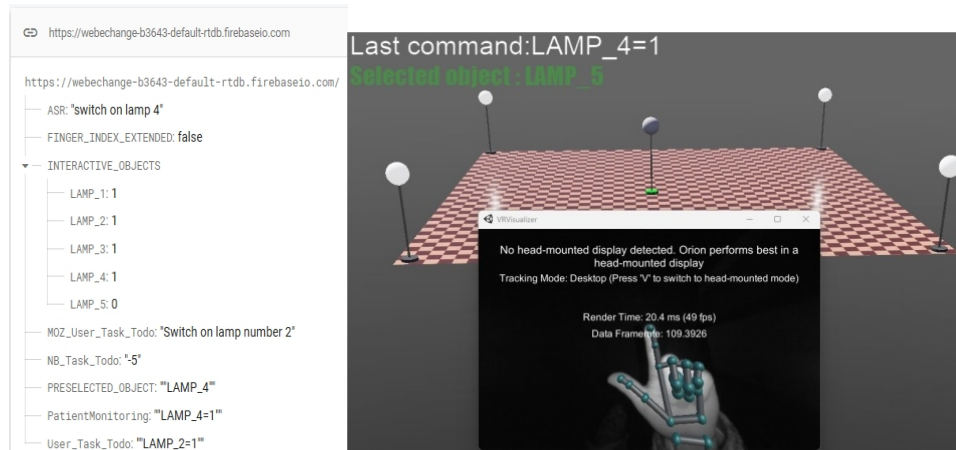 https://webechange-b3643-default-rtdb.firebaseio.com
https://webechange-b3643-default-rtdb.firebaseio.com/
ASR: "switch on lamp 4"
FINGER_INDEX_EXTENDED: false
INTERACTIVE_OBJECTS
LAMP_1: 1
LAMP_2: 1
LAMP_3: 1
LAMP_4: 1
LAMP_5: 0
MOZ_User_Task_Todo: "Switch on lamp number 2"
NB_Task_Todo: "-5"
PRESELECTED_OBJECT: ""LAMP_4""
PatientMonitoring: ""LAMP_4=1""
User_Task_Todo: ""LAMP_2=1""
Last command:LAMP_4=1
Selected object : LAMP_5
VRVisualizer
No head-mounted display detected. Orion performs best in a
head-mounted display
Tracking Mode: Desktop (Press 'V' to switch to head-mounted mode)
Render Time: 20.4 ms (49 fps)
Data Framerate: 109.3926